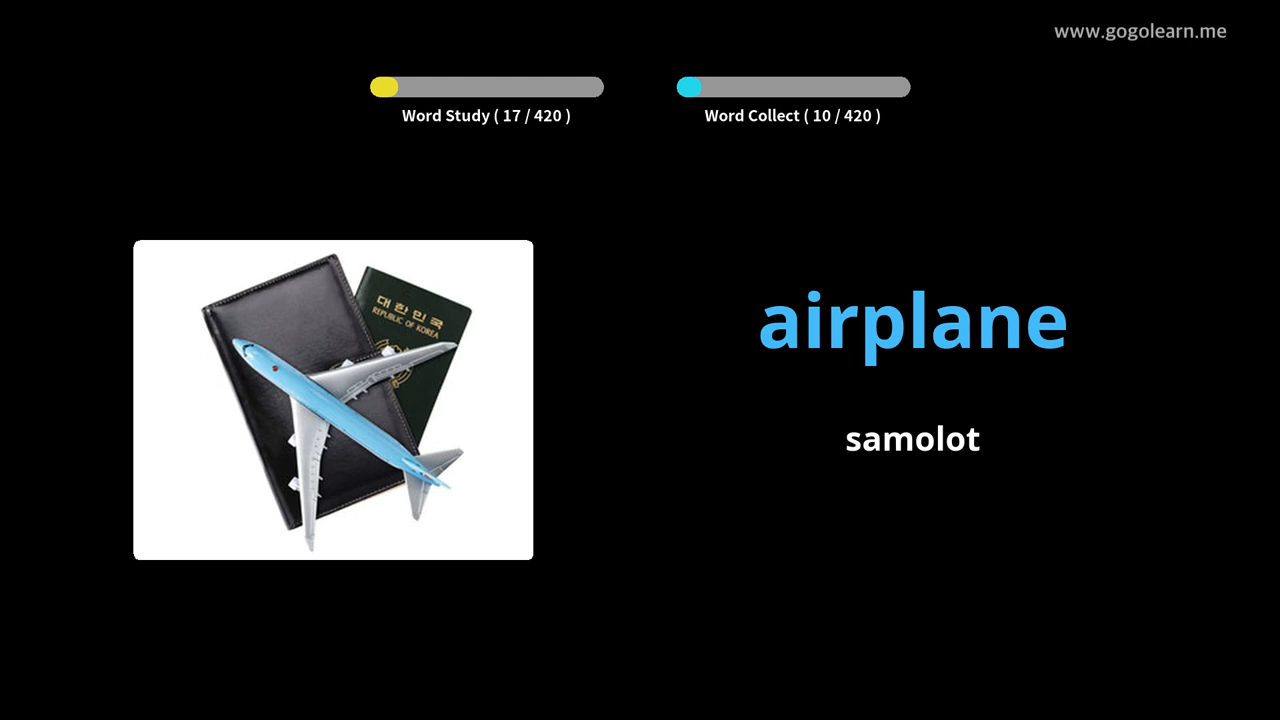 www.gogolearn.me
Word Study ( 17 / 420 )
Word Collect ( 10 / 420 )
대한민국
REPUBLIC OF KOREA
airplane
samolot